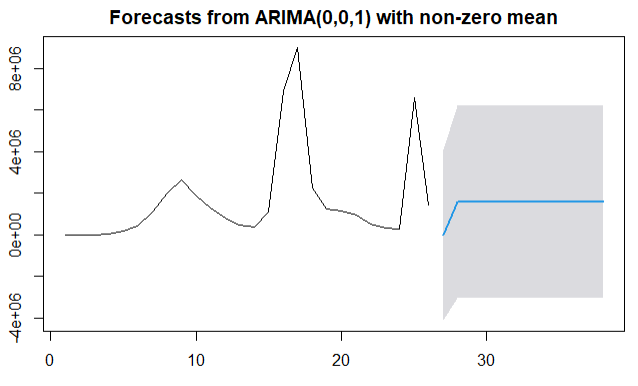 Forecasts from ARIMA(0,0,1) with non-zero mean
8e+06
4e+06
0e+00
-4e+06
0
10
20
30